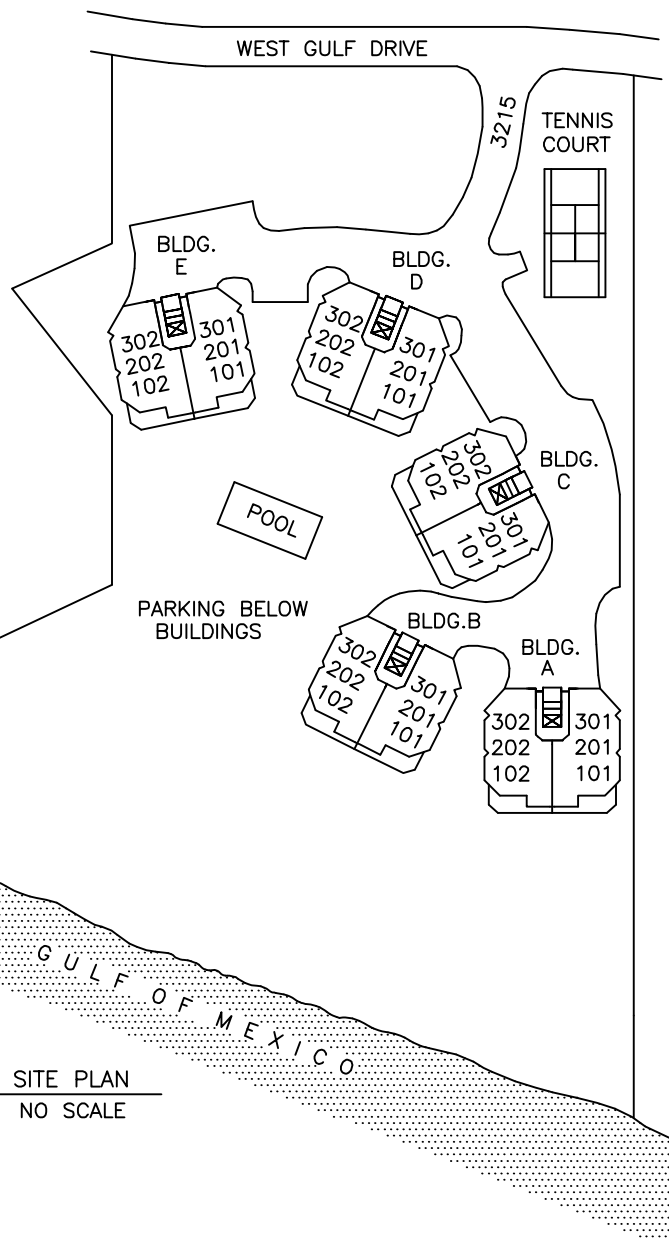 WEST GULF DRIVE
3215
TENNIS
COURT
BLDG.
E
302
202
102
301
201
101
BLDG.
D
302
202
102
301
201
101
BLDG.
C
302
202
102
301
201
101
POOL
PARKING BELOW
BUILDINGS
BLDG.B
302
202
102
301
201
101
BLDG.
A
302
202
102
301
201
101
GULF OF MEXICO
SITE PLAN
NO SCALE